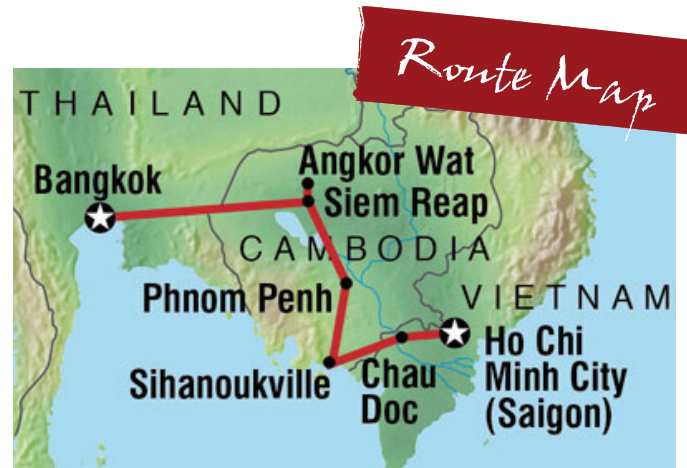 Route Map
THAILAND
Bangkok
Angkor Wat
Siem Reap
CAMBODIA
Phnom Penh
VIETNAM
Sihanoukville
Chau
Doc
Ho Chi
Minh City
(Saigon)